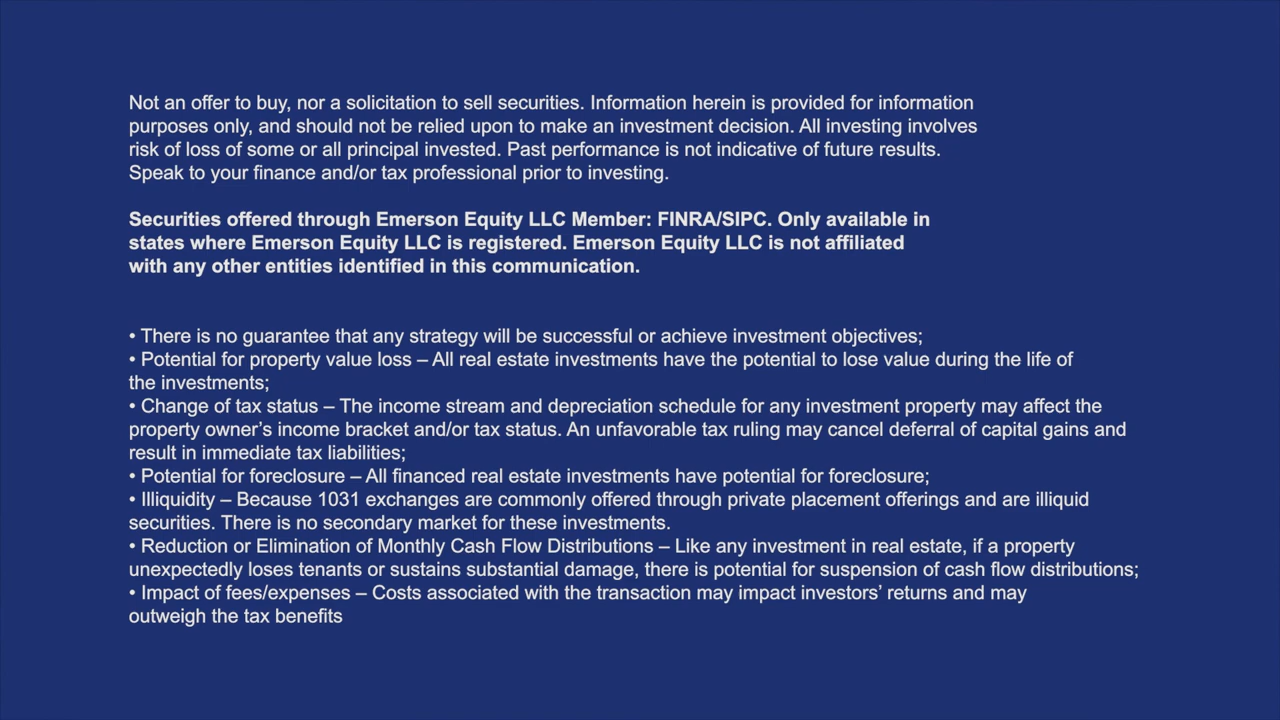 Not an offer to buy, nor a solicitation to sell securities. Information herein is provided for information
purposes only, and should not be relied upon to make an investment decision. All investing involves
risk of loss of some or all principal invested. Past performance is not indicative of future results.
Speak to your finance and/or tax professional prior to investing.
Securities offered through Emerson Equity LLC Member: FINRA/SIPC. Only available in
states where Emerson Equity LLC is registered. Emerson Equity LLC is not affiliated
with any other entities identified in this communication.
• There is no guarantee that any strategy will be successful or achieve investment objectives;
• Potential for property value loss – All real estate investments have the potential to lose value during the life of
the investments;
• Change of tax status – The income stream and depreciation schedule for any investment property may affect the
property owner’s income bracket and/or tax status. An unfavorable tax ruling may cancel deferral of capital gains and
result in immediate tax liabilities;
• Potential for foreclosure – All financed real estate investments have potential for foreclosure;
• Illiquidity – Because 1031 exchanges are commonly offered through private placement offerings and are illiquid
securities. There is no secondary market for these investments.
• Reduction or Elimination of Monthly Cash Flow Distributions – Like any investment in real estate, if a property
unexpectedly loses tenants or sustains substantial damage, there is potential for suspension of cash flow distributions;
• Impact of fees/expenses – Costs associated with the transaction may impact investors’ returns and may
outweigh the tax benefits